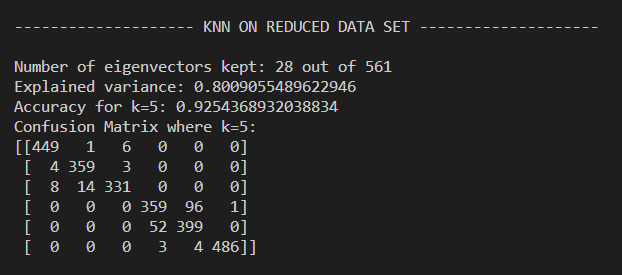 -------------------- KNN ON REDUCED DATA SET --------------------
Number of eigenvectors kept: 28 out of 561
Explained variance: 0.8009055489622946
Accuracy for k=5: 0.9254368932038834
Confusion Matrix where k=5:
[[449   1   6   0   0   0]
 [  4 359   3   0   0   0]
 [  8  14 331   0   0   0]
 [  0   0   0 359  96   1]
 [  0   0   0  52 399   0]
 [  0   0   0   3   4 486]]